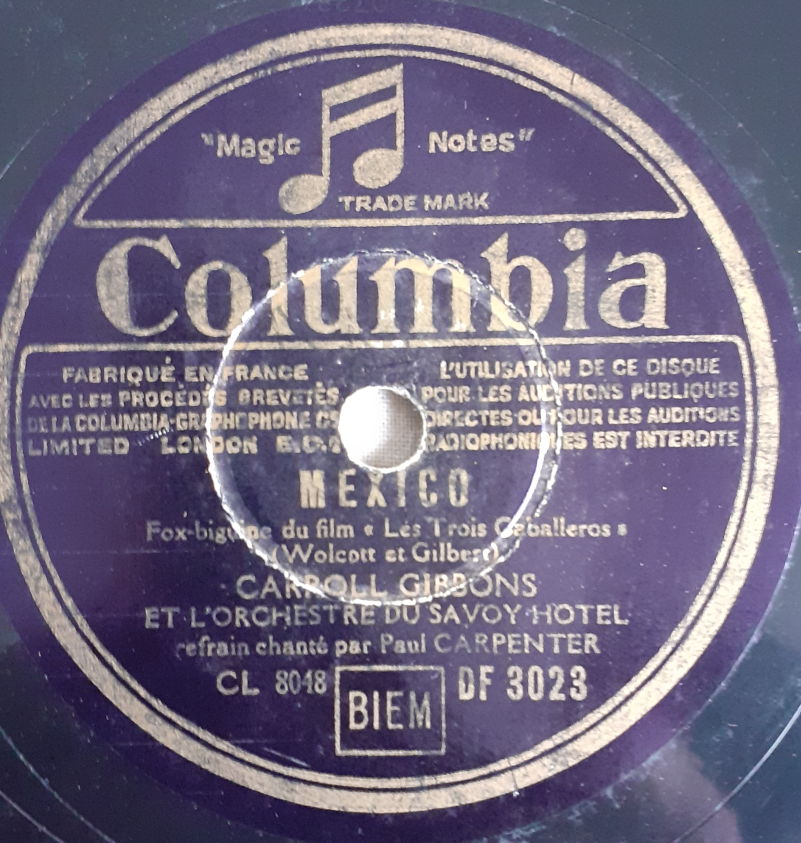 "Magic Notes"
TRADE MARK
Columbia
FABRIQUÉ EN FRANCE
AVEC LES PROCÉDÉS BREVETÉS
DE LA COLUMBIA GRAPHOPHONE Cº
LIMITED LONDON
L'UTILISATION DE CE DISQUE
POUR LES AUDITIONS PUBLIQUES
DIRECTES OU POUR LES AUDITIONS
RADIOPHONIQUES EST INTERDITE
MEXICO
Fox-biguine du film « Les Trois Caballeros »
(Wolcott et Gilbert)
CARROLL GIBBONS
ET L'ORCHESTRE DU SAVOY HOTEL
refrain chanté par Paul CARPENTER
CL 8048
BIEM
DF 3023